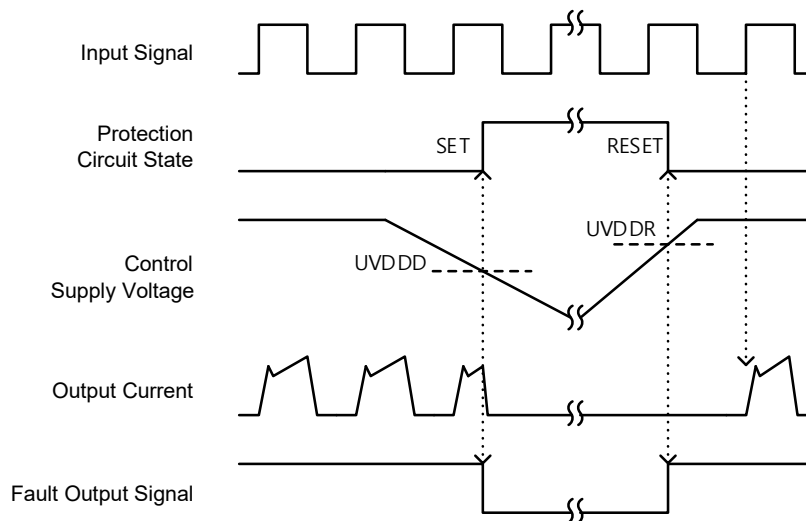 Input Signal
Protection
Circuit State
SET
RESET
Control
Supply Voltage
UVDDD
UVDDR
Output Current
Fault Output Signal